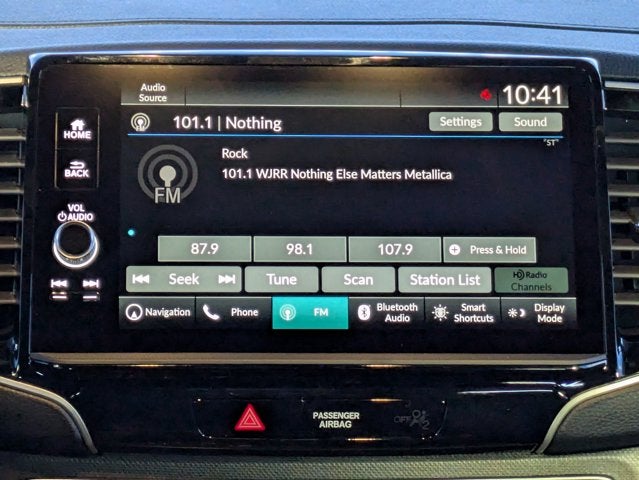 Audio
Source
10:41
HOME
101.1 | Nothing
Settings
Sound
"ST"
Rock
BACK
101.1 WJRR Nothing Else Matters Metallica
FM
VOL
AUDIO
87.9
98.1
107.9
Press & Hold
Seek
Tune
Scan
Station List
HD Radio
Channels
Navigation
Phone
FM
Bluetooth
Audio
Smart
Shortcuts
Display
Mode
PASSENGER
AIRBAG
OFF